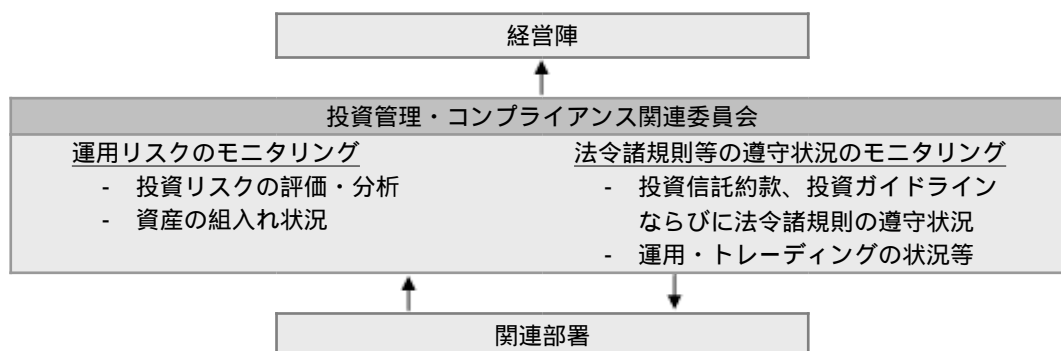 経営陣
投資管理・コンプライアンス関連委員会
運用リスクのモニタリング
- 投資リスクの評価・分析
- 資産の組入れ状況
法令諸規則等の遵守状況のモニタリング
- 投資信託約款、投資ガイドライン
ならびに法令諸規則の遵守状況
- 運用・トレーディングの状況等
関連部署